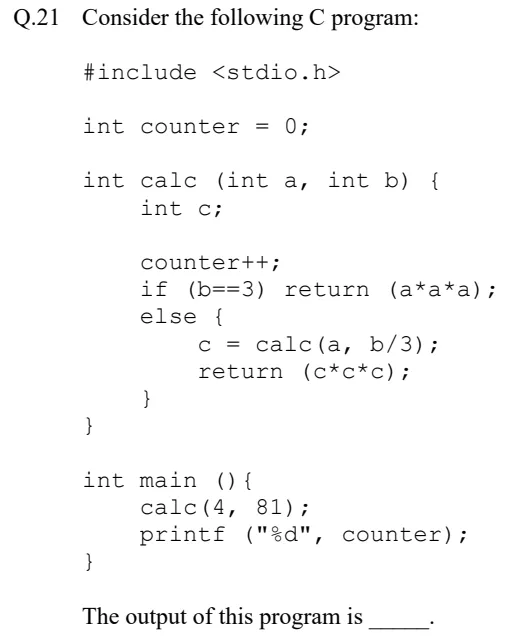 Q.21 Consider the following C program:
#include <stdio.h>
int counter = 0;
int calc (int a, int b) {
int c;
counter++;
if (b==3) return (a*a*a);
else {
c = calc(a, b/3);
return (c*c*c);
}
}
int main (){
calc(4, 81);
printf ("%d", counter);
}
The output of this program is _____.